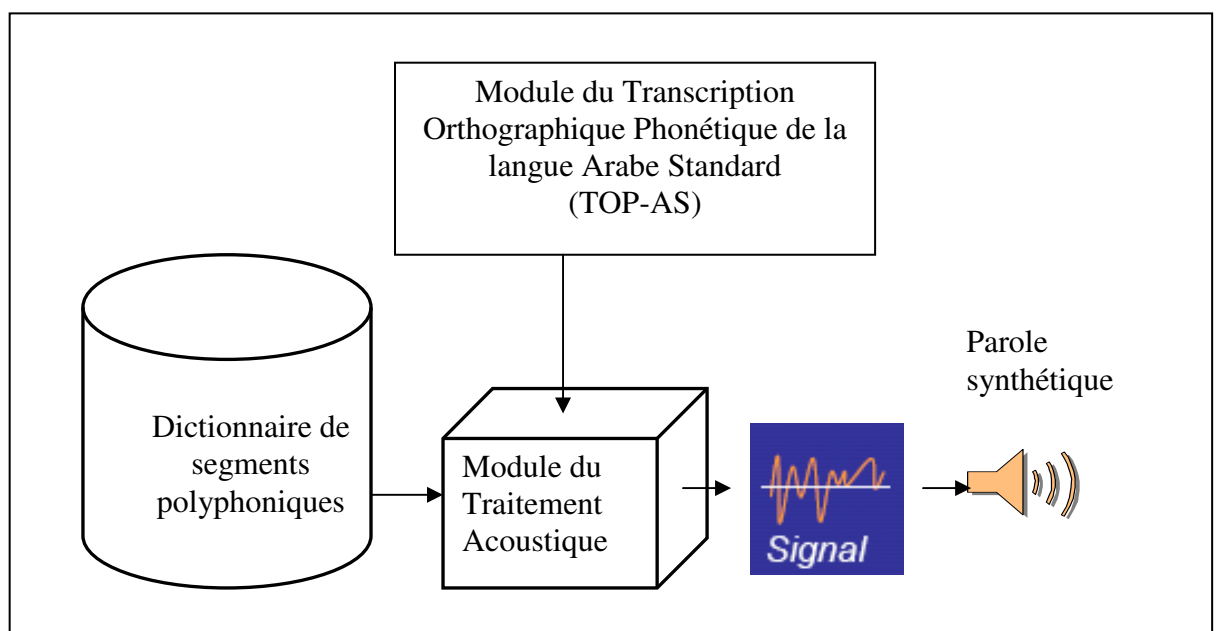 Module du Transcription
Orthographique Phonétique de la
langue Arabe Standard
(TOP-AS)
Parole
synthétique
Dictionnaire de
segments
polyphoniques
Module du
Traitement
Acoustique
Signal